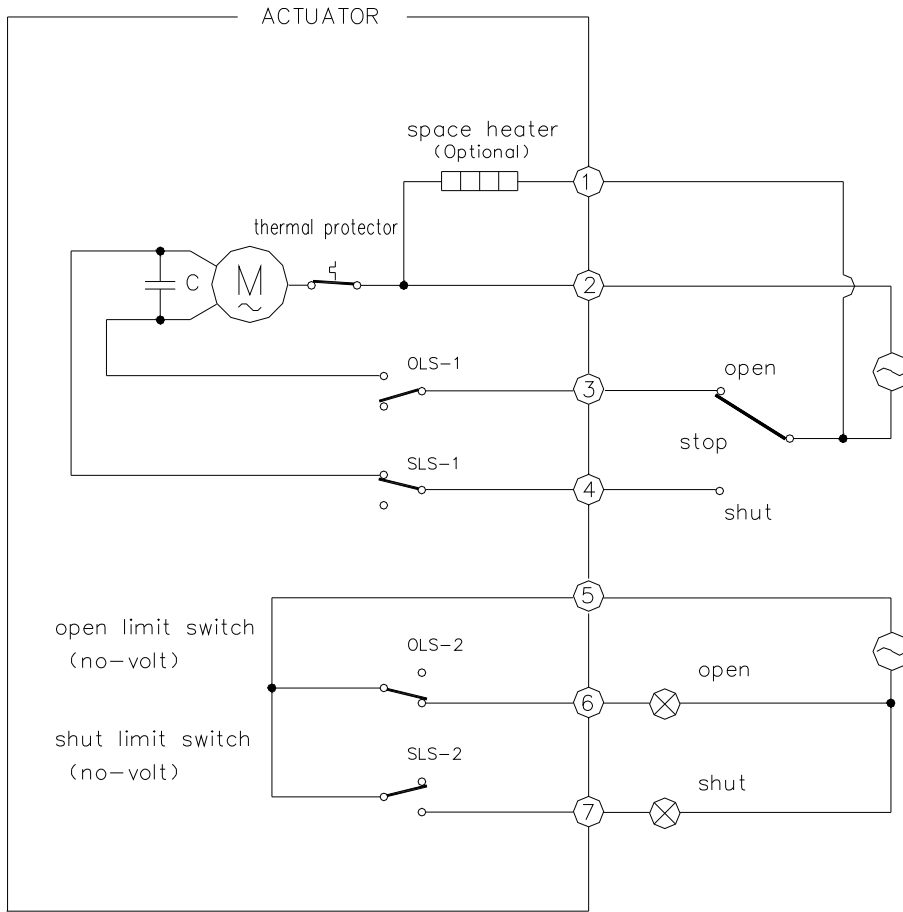 ACTUATOR
space heater
(Optional)
1
thermal protector
C
M
2
OLS-1
3
open
stop
SLS-1
4
shut
5
open limit switch
(no-volt)
OLS-2
6
open
shut limit switch
(no-volt)
SLS-2
7
shut